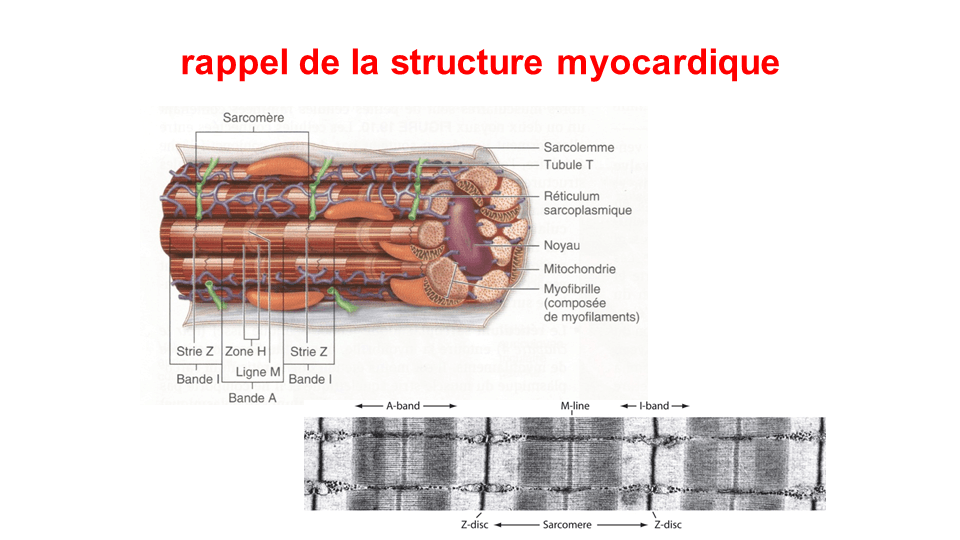 rappel de la structure myocardique
Sarcomère
Sarcolemme
Tubule T
Réticulum
sarcoplasmique
Noyau
Mitochondrie
Myofibrille
(composée
de myofilaments)
Strie Z
Zone H
Strie Z
Ligne M
Bande I
Bande I
Bande A
A-band
M-line
I-band
Z-disc
Sarcomere
Z-disc